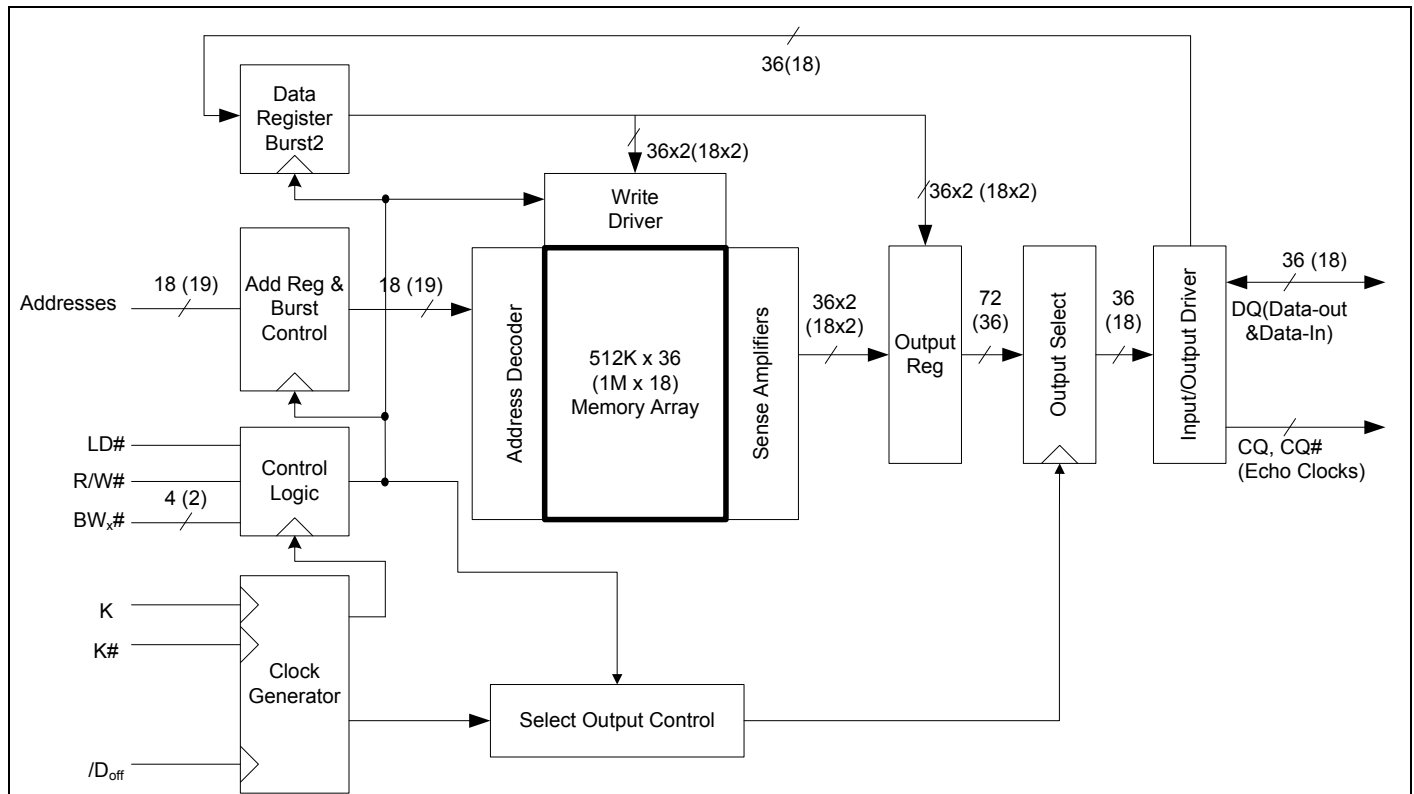 36(18)
Data
Register
Burst2
36x2(18x2)
36x2 (18x2)
Write
Driver
Addresses
18 (19)
Add Reg &
Burst
Control
18 (19)
Address Decoder
512K x 36
(1M x 18)
Memory Array
Sense Amplifiers
36x2
(18x2)
Output
Reg
72
(36)
Output Select
36
(18)
Input/Output Driver
36 (18)
DQ(Data-out
&Data-In)
CQ, CQ#
(Echo Clocks)
LD#
R/W#
BWx#
4 (2)
Control
Logic
K
K#
/Doff
Clock
Generator
Select Output Control